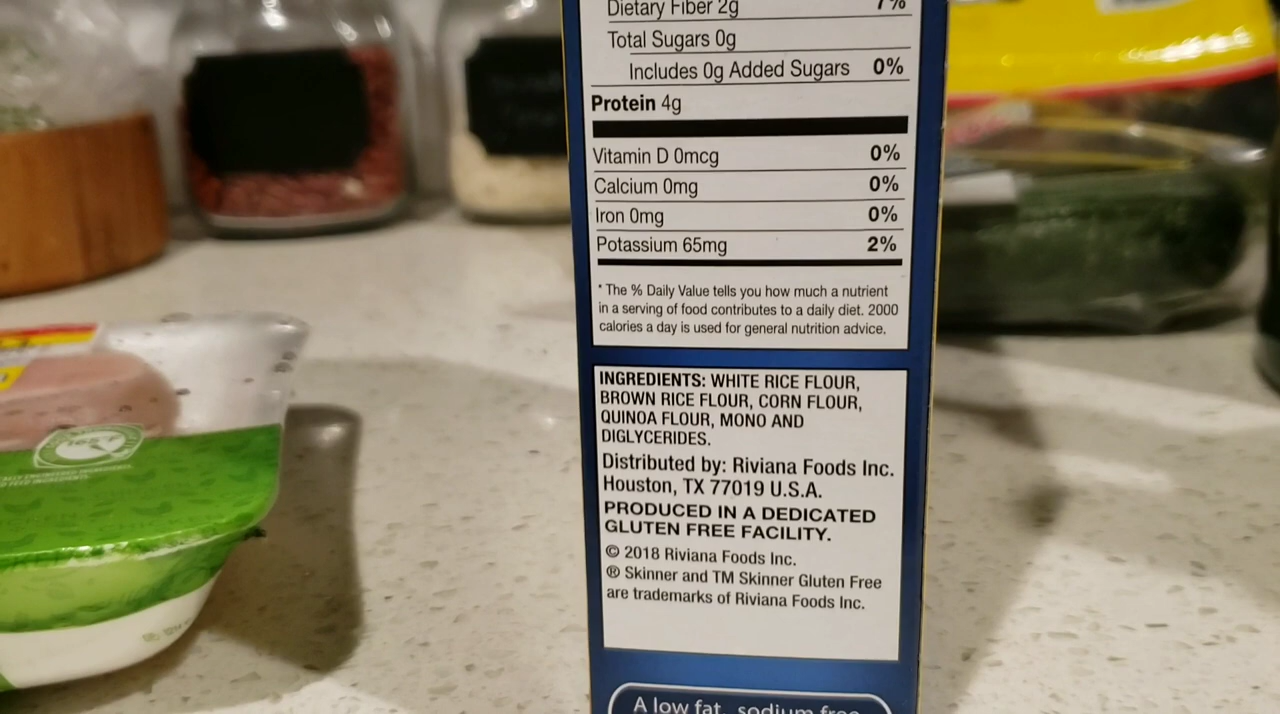 Dietary Fiber 2g 7%
Total Sugars 0g
Includes 0g Added Sugars 0%
Protein 4g
Vitamin D 0mcg 0%
Calcium 0mg 0%
Iron 0mg 0%
Potassium 65mg 2%
* The % Daily Value tells you how much a nutrient
in a serving of food contributes to a daily diet. 2000
calories a day is used for general nutrition advice.
INGREDIENTS: WHITE RICE FLOUR,
BROWN RICE FLOUR, CORN FLOUR,
QUINOA FLOUR, MONO AND
DIGLYCERIDES.
Distributed by: Riviana Foods Inc.
Houston, TX 77019 U.S.A.
PRODUCED IN A DEDICATED
GLUTEN FREE FACILITY.
© 2018 Riviana Foods Inc.
® Skinner and TM Skinner Gluten Free
are trademarks of Riviana Foods Inc.
A low fat, sodium free